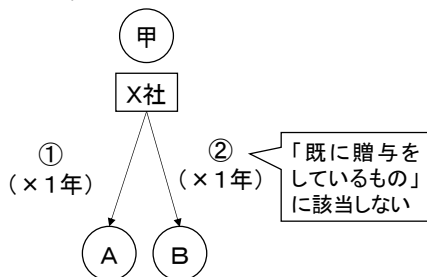 甲
X社
①
(×1年)
②
(×1年)
「既に贈与を
しているもの」
に該当しない
A
B